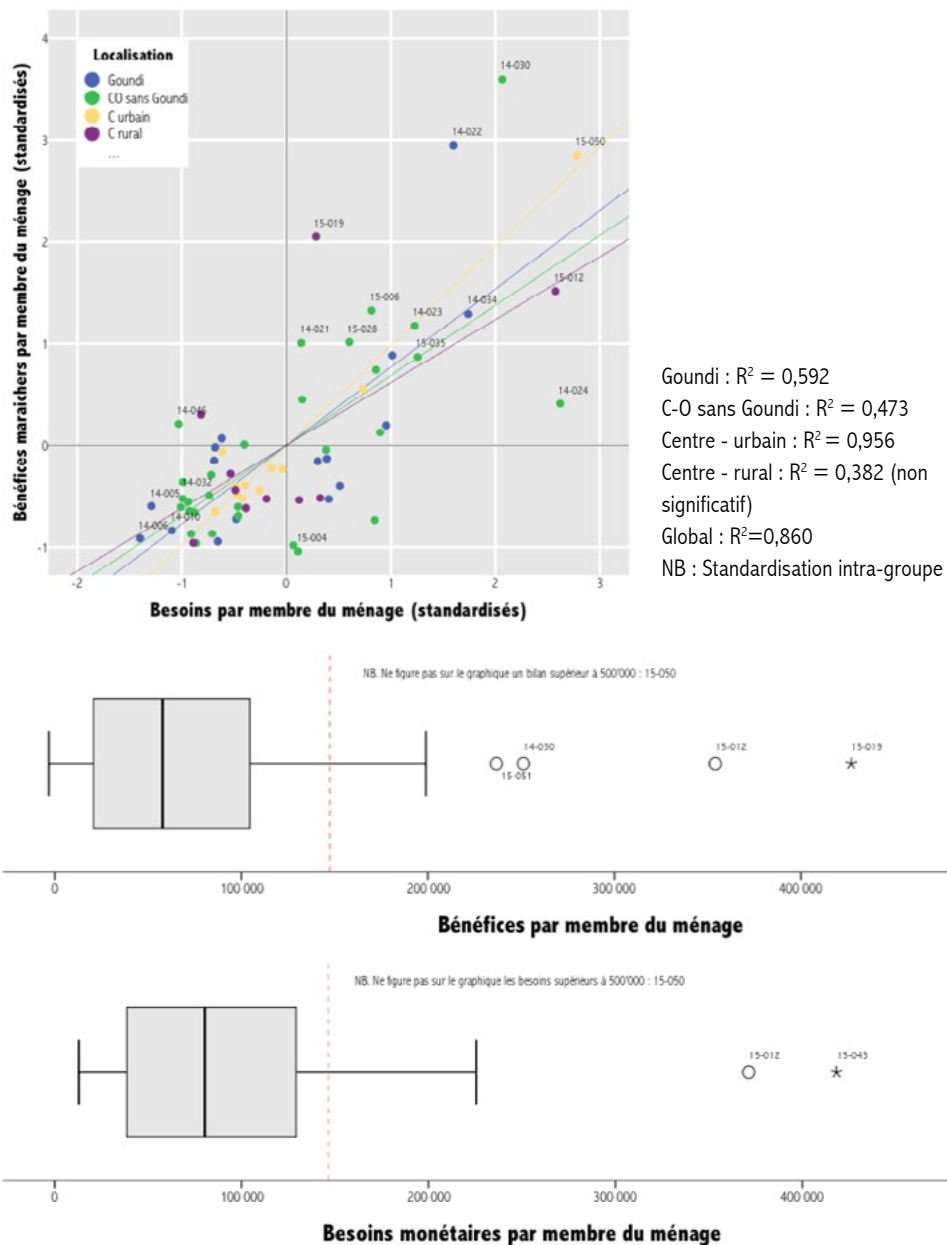 Bénéfices maraichers par membre du ménage (standardisés)
4
3
2
1
0
-1
Localisation
Goundi
CO sans Goundi
C urbain
C rural
...
14-030
14-022
15-050
15-019
15-012
15-006
14-034
14-023
14-021
15-028
15-035
14-024
14-046
14-032
14-005
14-010
14-006
15-004
-2
-1
0
1
2
3
Besoins par membre du ménage (standardisés)
Goundi : R² = 0,592
C-O sans Goundi : R² = 0,473
Centre - urbain : R² = 0,956
Centre - rural : R² = 0,382 (non
significatif)
Global : R²=0,860
NB : Standardisation intra-groupe
NB. Ne figure pas sur le graphique un bilan supérieur à 500'000 : 15-050
14-030
15-012
15-019
15-051
0
100 000
200 000
300 000
400 000
Bénéfices par membre du ménage
NB. Ne figure pas sur le graphique les besoins supérieurs à 500'000 : 15-050
15-012
15-043
0
100 000
200 000
300 000
400 000
Besoins monétaires par membre du ménage